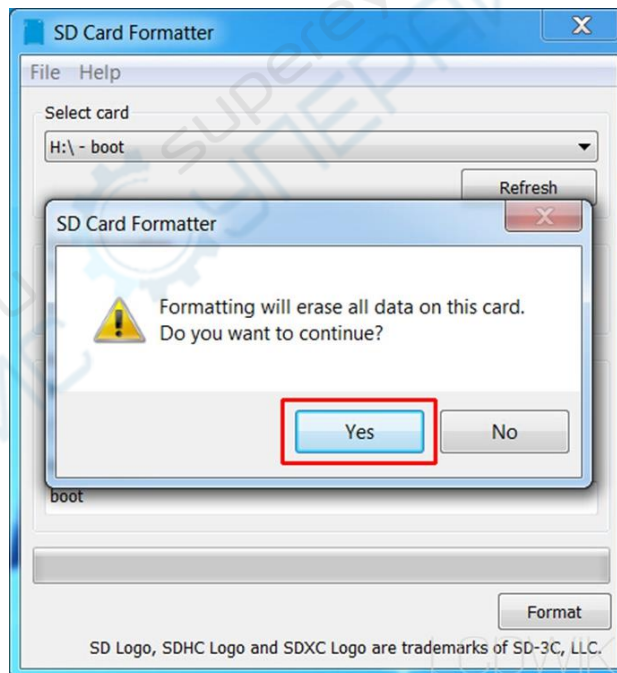 SD Card Formatter
File Help
Select card
H:\ - boot
Refresh
SD Card Formatter
Formatting will erase all data on this card.
Do you want to continue?
Yes
No
boot
Format
SD Logo, SDHC Logo and SDXC Logo are trademarks of SD-3C, LLC.